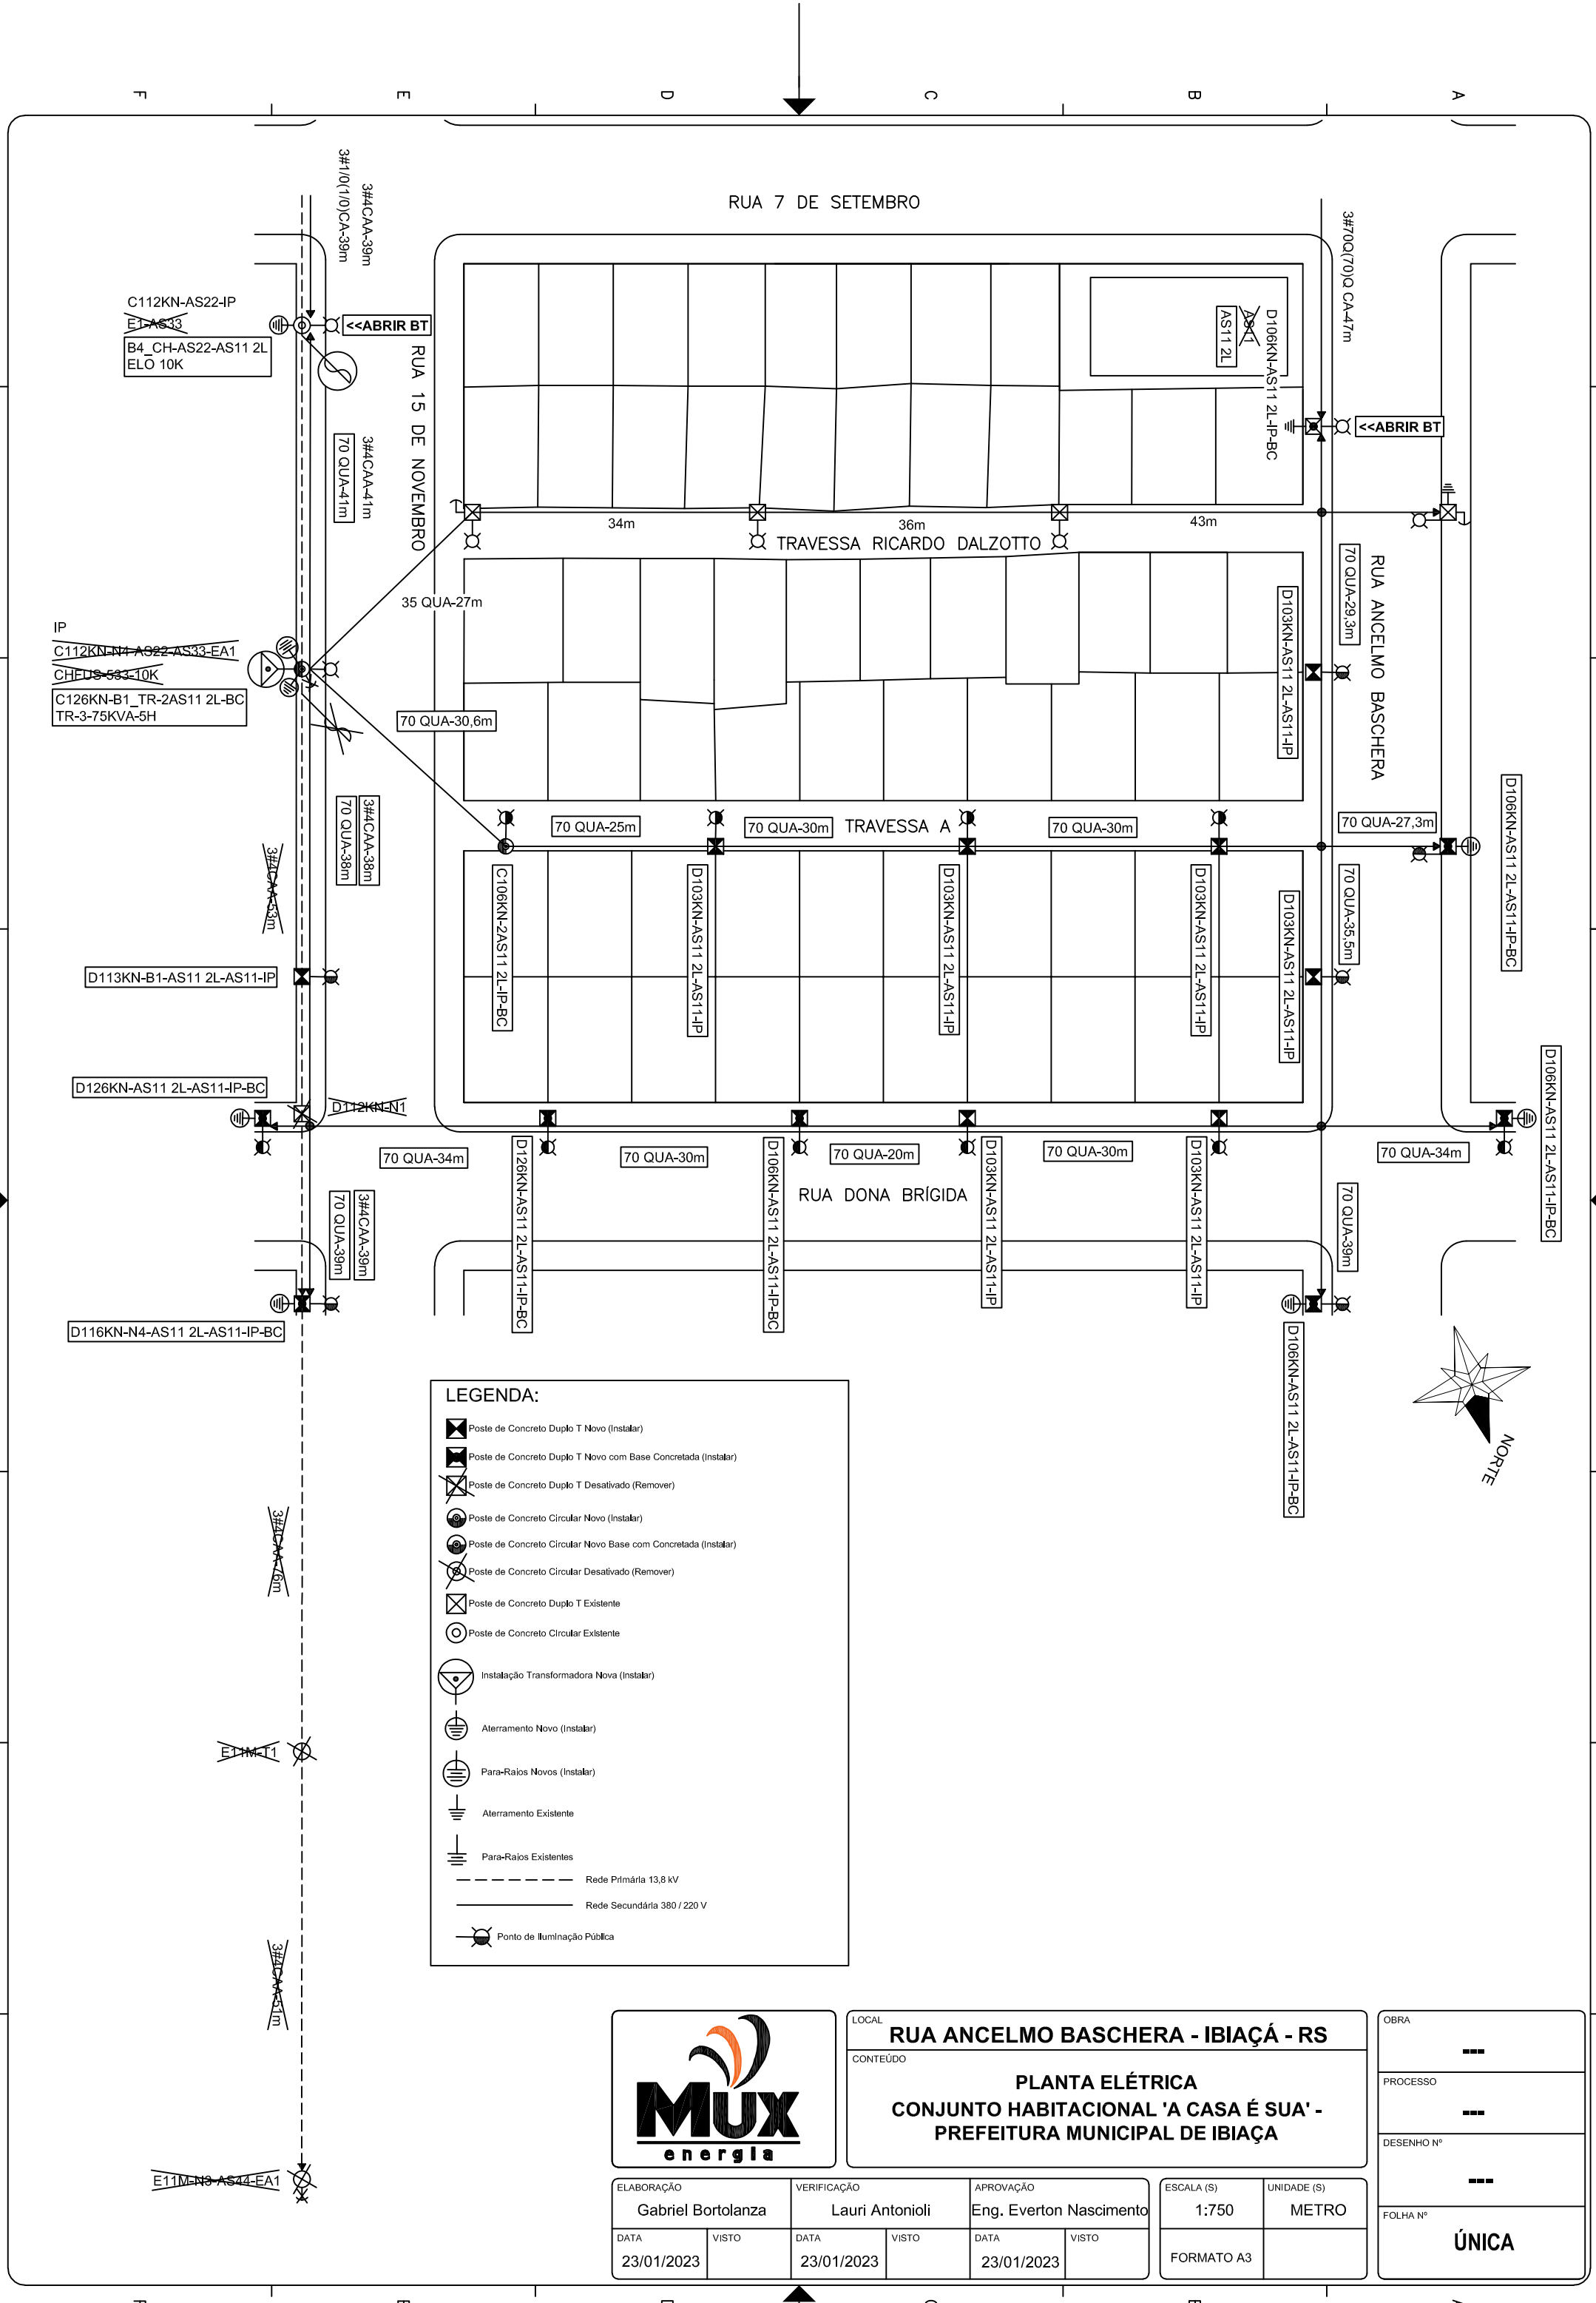 F
E
D
C
B
A
RUA 7 DE SETEMBRO
3#1/0(1/0)CA-39m
3#4CAA-39m
3#70Q(70)Q CA-47m
C112KN-AS22-IP
E1-AS33
B4_CH-AS22-AS11 2L
ELO 10K
<<ABRIR BT
RUA 15 DE NOVEMBRO
D106KN-AS11 2L-IP-BC
AS11
AS11 2L
<<ABRIR BT
70 QUA-41m
3#4CAA-41m
34m
36m
43m
TRAVESSA RICARDO DALZOTTO
70 QUA-29,3m
RUA ANCELMO BASCHERA
35 QUA-27m
D103KN-AS11 2L-AS11-IP
IP
C112KN-N4-AS22-AS33-EA1
CHFUS-533-10K
C126KN-B1_TR-2AS11 2L-BC
TR-3-75KVA-5H
70 QUA-30,6m
70 QUA-38m
3#4CAA-38m
3#4CAA-53m
70 QUA-25m
70 QUA-30m
TRAVESSA A
70 QUA-30m
70 QUA-27,3m
D106KN-AS11 2L-AS11-IP-BC
C106KN-2AS11 2L-IP-BC
D103KN-AS11 2L-AS11-IP
D103KN-AS11 2L-AS11-IP
D103KN-AS11 2L-AS11-IP
D103KN-AS11 2L-AS11-IP
70 QUA-35,5m
D113KN-B1-AS11 2L-AS11-IP
D126KN-AS11 2L-AS11-IP-BC
D112KN-N1
D106KN-AS11 2L-AS11-IP-BC
70 QUA-34m
70 QUA-30m
70 QUA-20m
70 QUA-30m
70 QUA-34m
D126KN-AS11 2L-AS11-IP-BC
D106KN-AS11 2L-AS11-IP-BC
D103KN-AS11 2L-AS11-IP
D103KN-AS11 2L-AS11-IP
RUA DONA BRÍGIDA
70 QUA-39m
3#4CAA-39m
70 QUA-39m
D116KN-N4-AS11 2L-AS11-IP-BC
D106KN-AS11 2L-AS11-IP-BC
NORTE
LEGENDA:
Poste de Concreto Duplo T Novo (Instalar)
Poste de Concreto Duplo T Novo com Base Concretada (Instalar)
Poste de Concreto Duplo T Desativado (Remover)
Poste de Concreto Circular Novo (Instalar)
Poste de Concreto Circular Novo Base com Concretada (Instalar)
Poste de Concreto Circular Desativado (Remover)
Poste de Concreto Duplo T Existente
Poste de Concreto Circular Existente
Instalação Transformadora Nova (Instalar)
Aterramento Novo (Instalar)
Para-Raios Novos (Instalar)
Aterramento Existente
Para-Raios Existentes
Rede Primária 13,8 kV
Rede Secundária 380 / 220 V
Ponto de Iluminação Pública
3#4CAA-76m
E11M-T1
3#4CAA-51m
E11M-N3-AS44-EA1
MUX
energia
LOCAL
RUA ANCELMO BASCHERA - IBIAÇÁ - RS
CONTEÚDO
PLANTA ELÉTRICA
CONJUNTO HABITACIONAL 'A CASA É SUA' -
PREFEITURA MUNICIPAL DE IBIAÇA
OBRA
---
PROCESSO
---
DESENHO Nº
---
FOLHA Nº
ÚNICA
ELABORAÇÃO
Gabriel Bortolanza
VERIFICAÇÃO
Lauri Antonioli
APROVAÇÃO
Eng. Everton Nascimento
ESCALA (S)
1:750
UNIDADE (S)
METRO
DATA
23/01/2023
VISTO
DATA
23/01/2023
VISTO
DATA
23/01/2023
VISTO
FORMATO A3